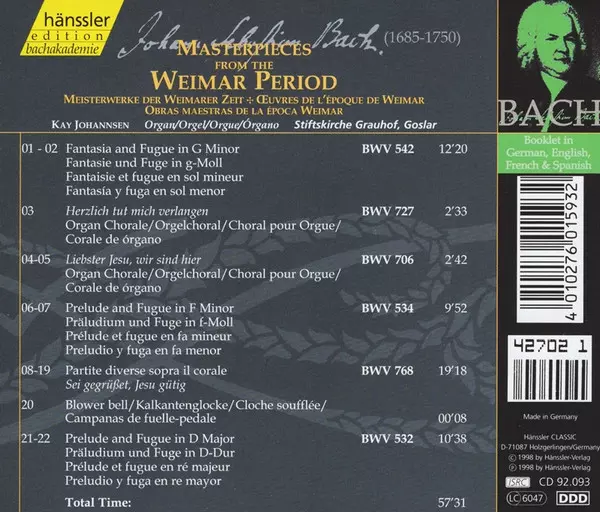 hänssler
edition
bachakademie
Johann Sebastian Bach. (1685-1750)
MASTERPIECES
FROM THE
WEIMAR PERIOD
MEISTERWERKE DER WEIMARER ZEIT + ŒUVRES DE L'ÉPOQUE DE WEIMAR
OBRAS MAESTRAS DE LA ÉPOCA WEIMAR
KAY JOHANNSEN Organ/Orgel/Orgue/Órgano Stiftskirche Grauhof, Goslar
01 - 02 Fantasia and Fugue in G Minor BWV 542 12'20
Fantasie und Fuge in g-Moll
Fantaisie et fugue en sol mineur
Fantasía y fuga en sol menor
03 Herzlich tut mich verlangen BWV 727 2'33
Organ Chorale/Orgelchoral/Choral pour Orgue/
Corale de órgano
04-05 Liebster Jesu, wir sind hier BWV 706 2'42
Organ Chorale/Orgelchoral/Choral pour Orgue/
Corale de órgano
06-07 Prelude and Fugue in F Minor BWV 534 9'52
Präludium und Fuge in f-Moll
Prélude et fugue en fa mineur
Preludio y fuga en fa menor
08-19 Partite diverse sopra il corale BWV 768 19'18
Sei gegrüßet, Jesu gütig
20 Blower bell/Kalkantenglocke/Cloche soufflée/
Campanas de fuelle-pedale 00'08
21-22 Prelude and Fugue in D Major BWV 532 10'38
Präludium und Fuge in D-Dur
Prélude et fugue en ré majeur
Preludio y fuga en re mayor
Total Time: 57'31
BACH
Booklet in
German, English,
French & Spanish
4 010276 015932
42702 1
Made in Germany
Hänssler CLASSIC
D-71087 Holzgerlingen/Germany
© 1998 by Hänssler-Verlag
℗ 1998 by Hänssler-Verlag
ISRC CD 92.093
LC 6047 DDD